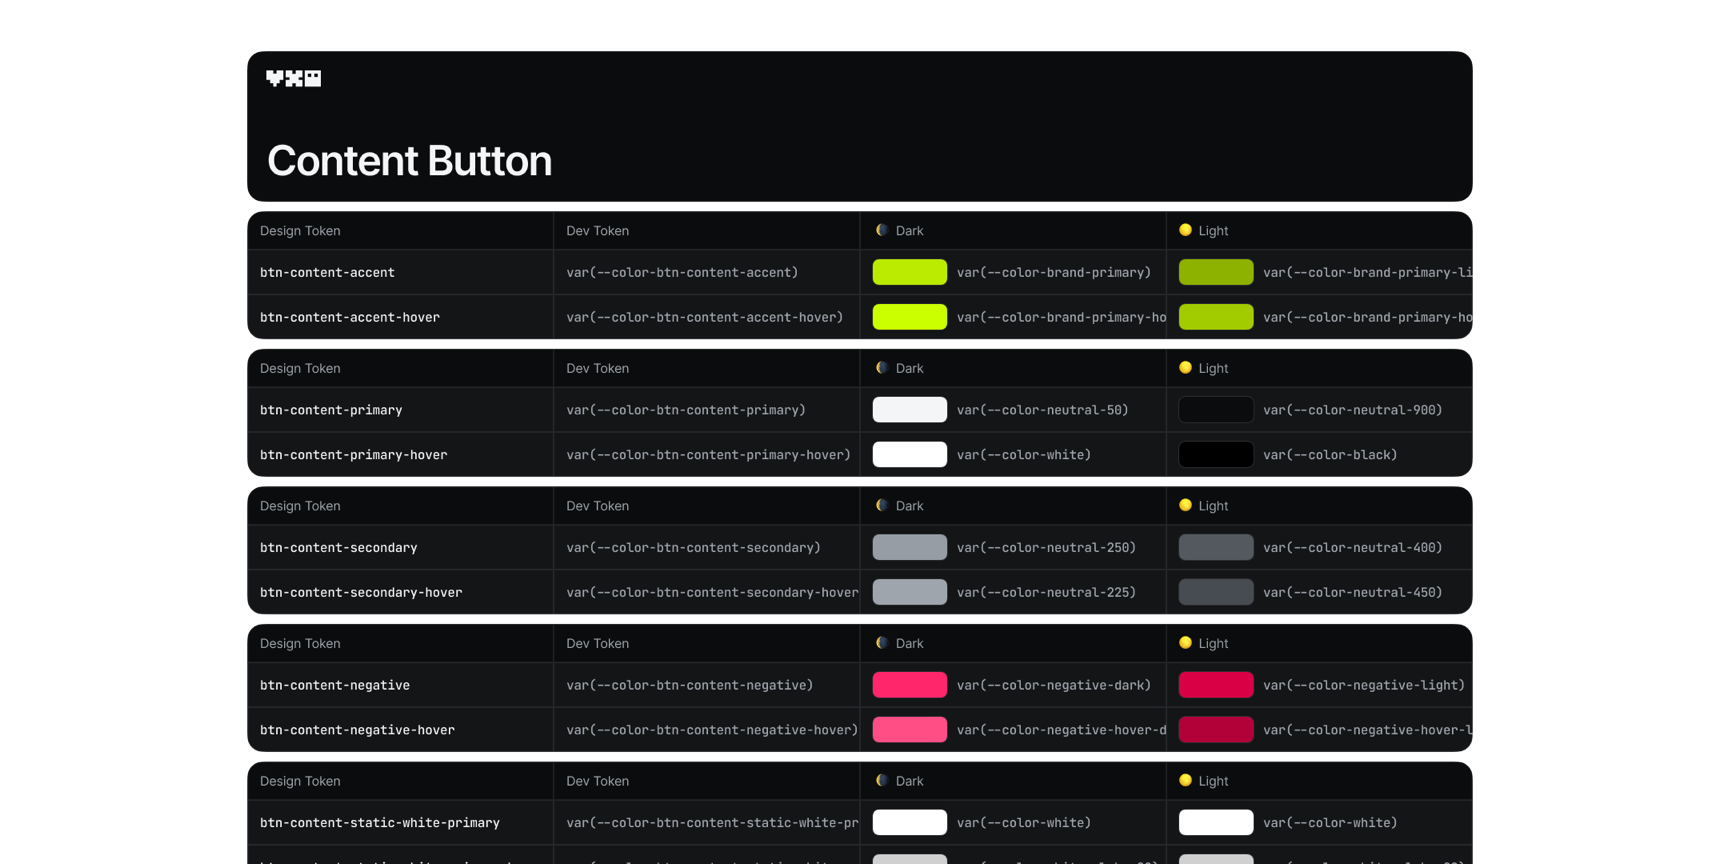 Content Button
Design Token Dev Token Dark Light
btn-content-accent var(--color-btn-content-accent) var(--color-brand-primary) var(--color-brand-primary-li
btn-content-accent-hover var(--color-btn-content-accent-hover) var(--color-brand-primary-ho var(--color-brand-primary-ho
Design Token Dev Token Dark Light
btn-content-primary var(--color-btn-content-primary) var(--color-neutral-50) var(--color-neutral-900)
btn-content-primary-hover var(--color-btn-content-primary-hover) var(--color-white) var(--color-black)
Design Token Dev Token Dark Light
btn-content-secondary var(--color-btn-content-secondary) var(--color-neutral-250) var(--color-neutral-400)
btn-content-secondary-hover var(--color-btn-content-secondary-hover var(--color-neutral-225) var(--color-neutral-450)
Design Token Dev Token Dark Light
btn-content-negative var(--color-btn-content-negative) var(--color-negative-dark) var(--color-negative-light)
btn-content-negative-hover var(--color-btn-content-negative-hover) var(--color-negative-hover-d var(--color-negative-hover-l
Design Token Dev Token Dark Light
btn-content-static-white-primary var(--color-btn-content-static-white-pr var(--color-white) var(--color-white)